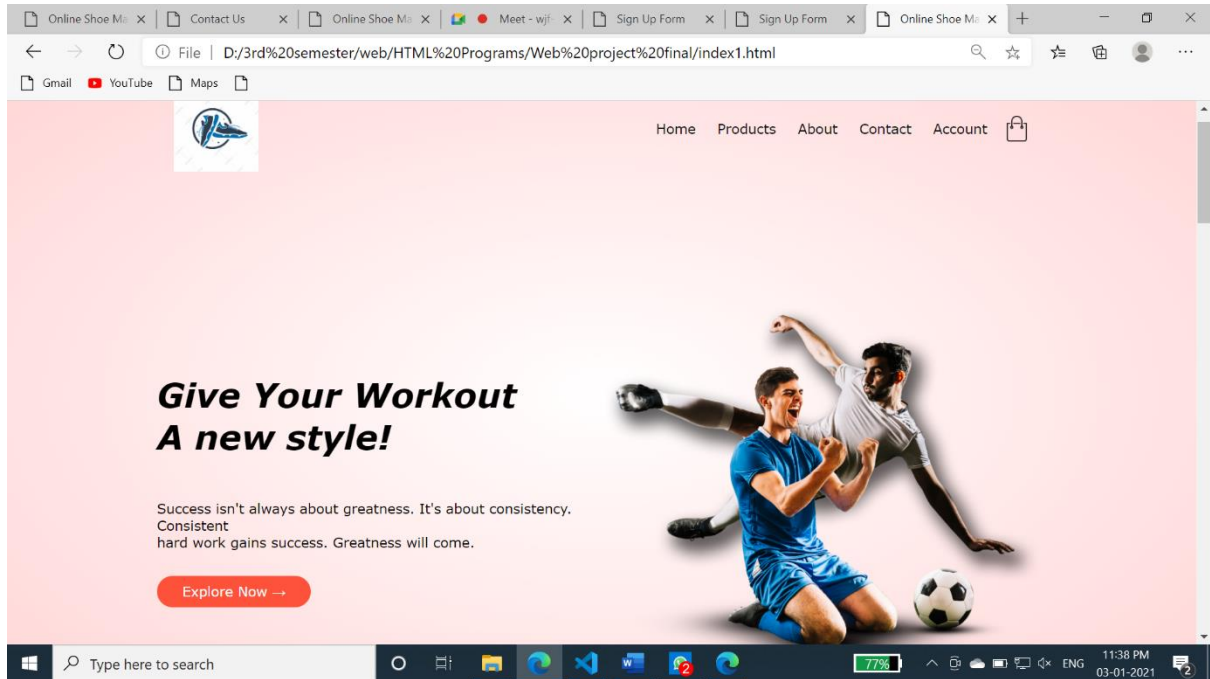 Online Shoe Ma
Contact Us
Online Shoe Ma
Meet - wjf-
Sign Up Form
Sign Up Form
Online Shoe Ma
File | D:/3rd%20semester/web/HTML%20Programs/Web%20project%20final/index1.html
Gmail YouTube Maps
Home Products About Contact Account
Give Your Workout
A new style!
Success isn't always about greatness. It's about consistency.
Consistent
hard work gains success. Greatness will come.
Explore Now →
Type here to search
77%
ENG
11:38 PM
03-01-2021
2
2